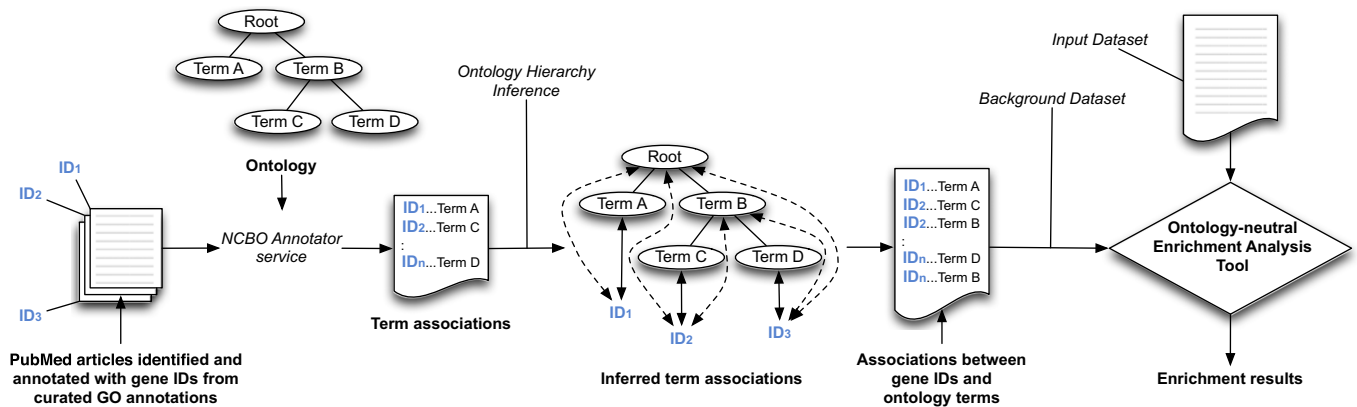 Root
Term A
Term B
Term C
Term D
Ontology
ID1
ID2
ID3
PubMed articles identified and
annotated with gene IDs from
curated GO annotations
NCBO Annotator
service
ID1...Term A
ID2...Term C
:
IDn...Term D
Term associations
Ontology Hierarchy
Inference
Root
Term A
Term B
Term C
Term D
ID1
ID2
ID3
Inferred term associations
ID1...Term A
ID2...Term C
ID2...Term B
:
IDn...Term D
IDn...Term B
Associations between
gene IDs and
ontology terms
Background Dataset
Input Dataset
Ontology-neutral
Enrichment Analysis
Tool
Enrichment results